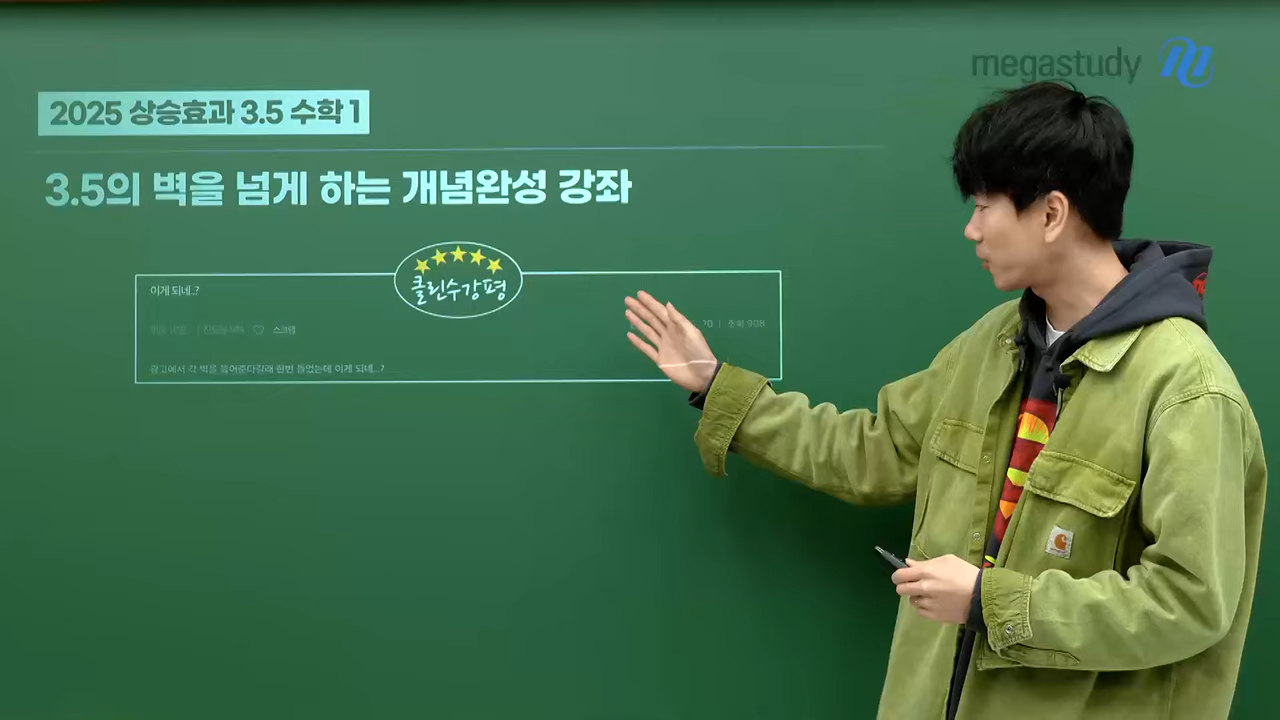 megastudy
2025 상승효과 3.5 수학 1
3.5의 벽을 넘게 하는 개념완성 강좌
클린수강평
이게 되네..?
스크랩
광고에서 각 벽을 뚫어준다길래 한번 들었는데 이게 되네...?